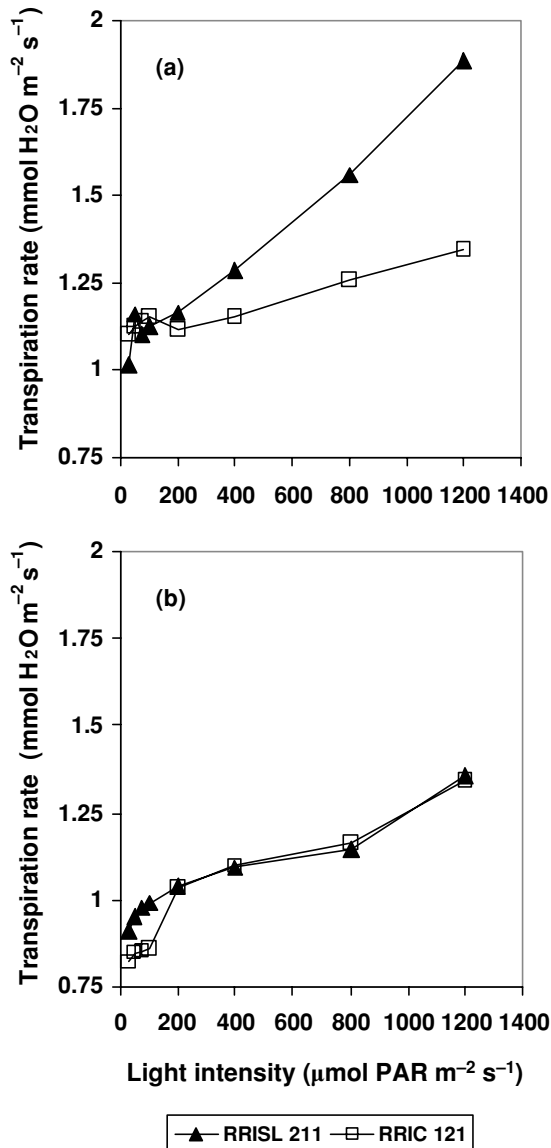 Transpiration rate (mmol H₂O m⁻² s⁻¹)
(a)
2
1.75
1.5
1.25
1
0.75
0 200 400 600 800 1000 1200 1400
Transpiration rate (mmol H₂O m⁻² s⁻¹)
(b)
2
1.75
1.5
1.25
1
0.75
0 200 400 600 800 1000 1200 1400
Light intensity (μmol PAR m⁻² s⁻¹)
RRISL 211 RRIC 121